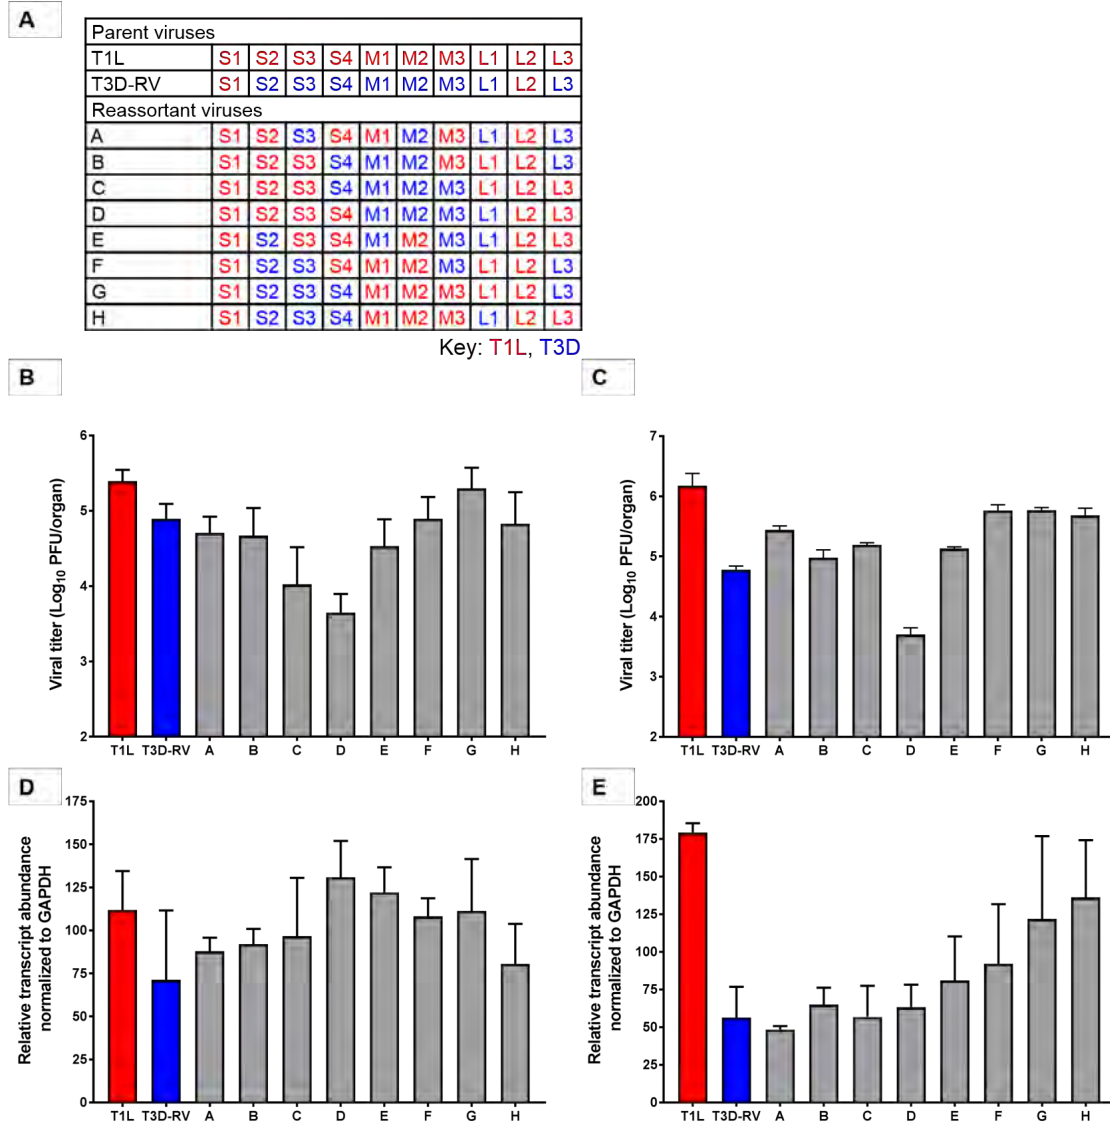 A
Parent viruses
T1L S1 S2 S3 S4 M1 M2 M3 L1 L2 L3
T3D-RV S1 S2 S3 S4 M1 M2 M3 L1 L2 L3
Reassortant viruses
A S1 S2 S3 S4 M1 M2 M3 L1 L2 L3
B S1 S2 S3 S4 M1 M2 M3 L1 L2 L3
C S1 S2 S3 S4 M1 M2 M3 L1 L2 L3
D S1 S2 S3 S4 M1 M2 M3 L1 L2 L3
E S1 S2 S3 S4 M1 M2 M3 L1 L2 L3
F S1 S2 S3 S4 M1 M2 M3 L1 L2 L3
G S1 S2 S3 S4 M1 M2 M3 L1 L2 L3
H S1 S2 S3 S4 M1 M2 M3 L1 L2 L3
Key: T1L, T3D
B
Viral titer (Log10 PFU/organ)
6
5
4
3
2
T1L T3D-RV A B C D E F G H
C
Viral titer (Log10 PFU/organ)
7
6
5
4
3
2
T1L T3D-RV A B C D E F G H
D
Relative transcript abundance
normalized to GAPDH
175
150
125
100
75
50
25
0
T1L T3D-RV A B C D E F G H
E
Relative transcript abundance
normalized to GAPDH
200
175
150
125
100
75
50
25
0
T1L T3D-RV A B C D E F G H